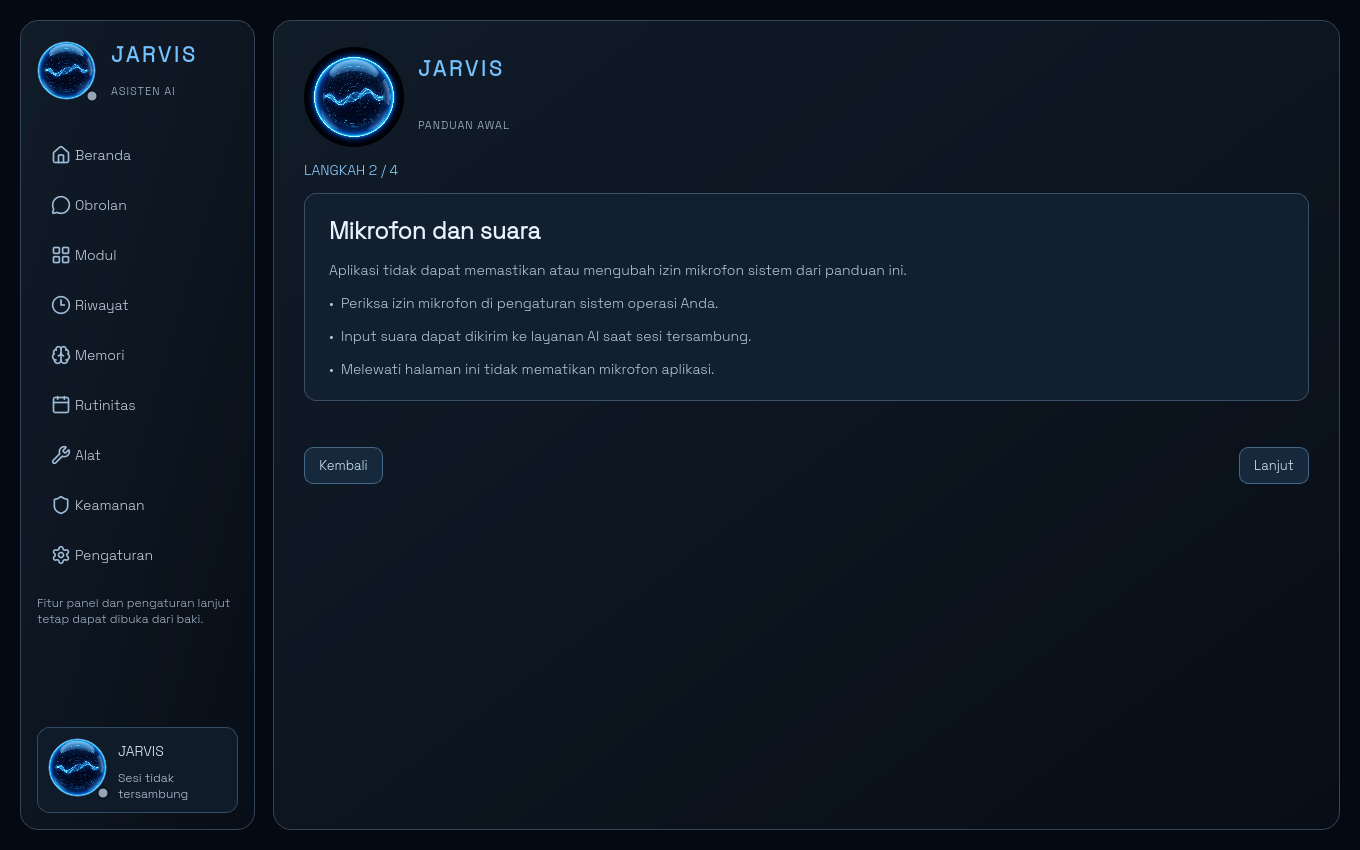 JARVIS
ASISTEN AI
Beranda
Obrolan
Modul
Riwayat
Memori
Rutinitas
Alat
Keamanan
Pengaturan
Fitur panel dan pengaturan lanjut
tetap dapat dibuka dari baki.
JARVIS
Sesi tidak
tersambung
JARVIS
PANDUAN AWAL
LANGKAH 2 / 4
Mikrofon dan suara
Aplikasi tidak dapat memastikan atau mengubah izin mikrofon sistem dari panduan ini.
• Periksa izin mikrofon di pengaturan sistem operasi Anda.
• Input suara dapat dikirim ke layanan AI saat sesi tersambung.
• Melewati halaman ini tidak mematikan mikrofon aplikasi.
Kembali
Lanjut